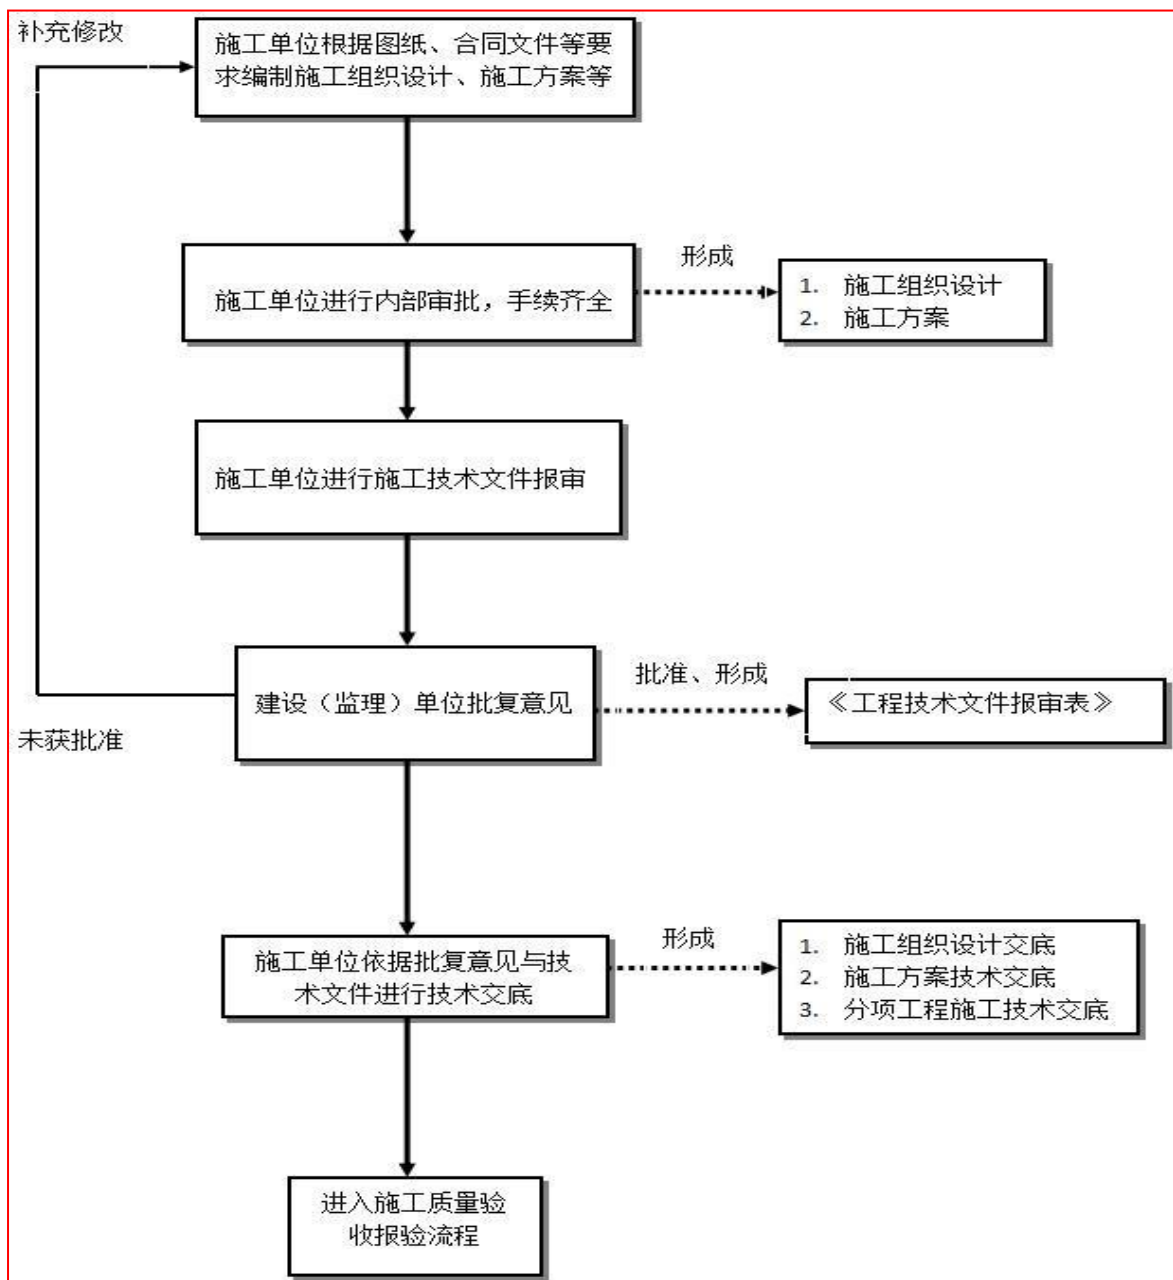 补充修改
施工单位根据图纸、合同文件等要
求编制施工组织设计、施工方案等
形成
施工单位进行内部审批，手续齐全
1. 施工组织设计
2. 施工方案
施工单位进行施工技术文件报审
批准、形成
建设（监理）单位批复意见
《工程技术文件报审表》
未获批准
形成
施工单位依据批复意见与技
术文件进行技术交底
1. 施工组织设计交底
2. 施工方案技术交底
3. 分项工程施工技术交底
进入施工质量验
收报验流程